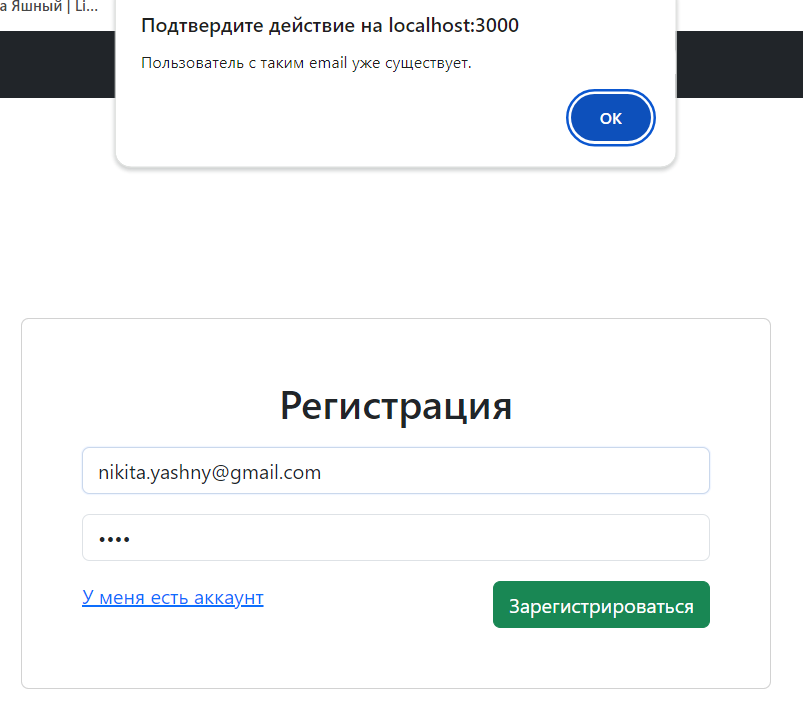 а Яшный | Li...
Подтвердите действие на localhost:3000
Пользователь с таким email уже существует.
ОК
Регистрация
nikita.yashny@gmail.com
••••
У меня есть аккаунт
Зарегистрироваться